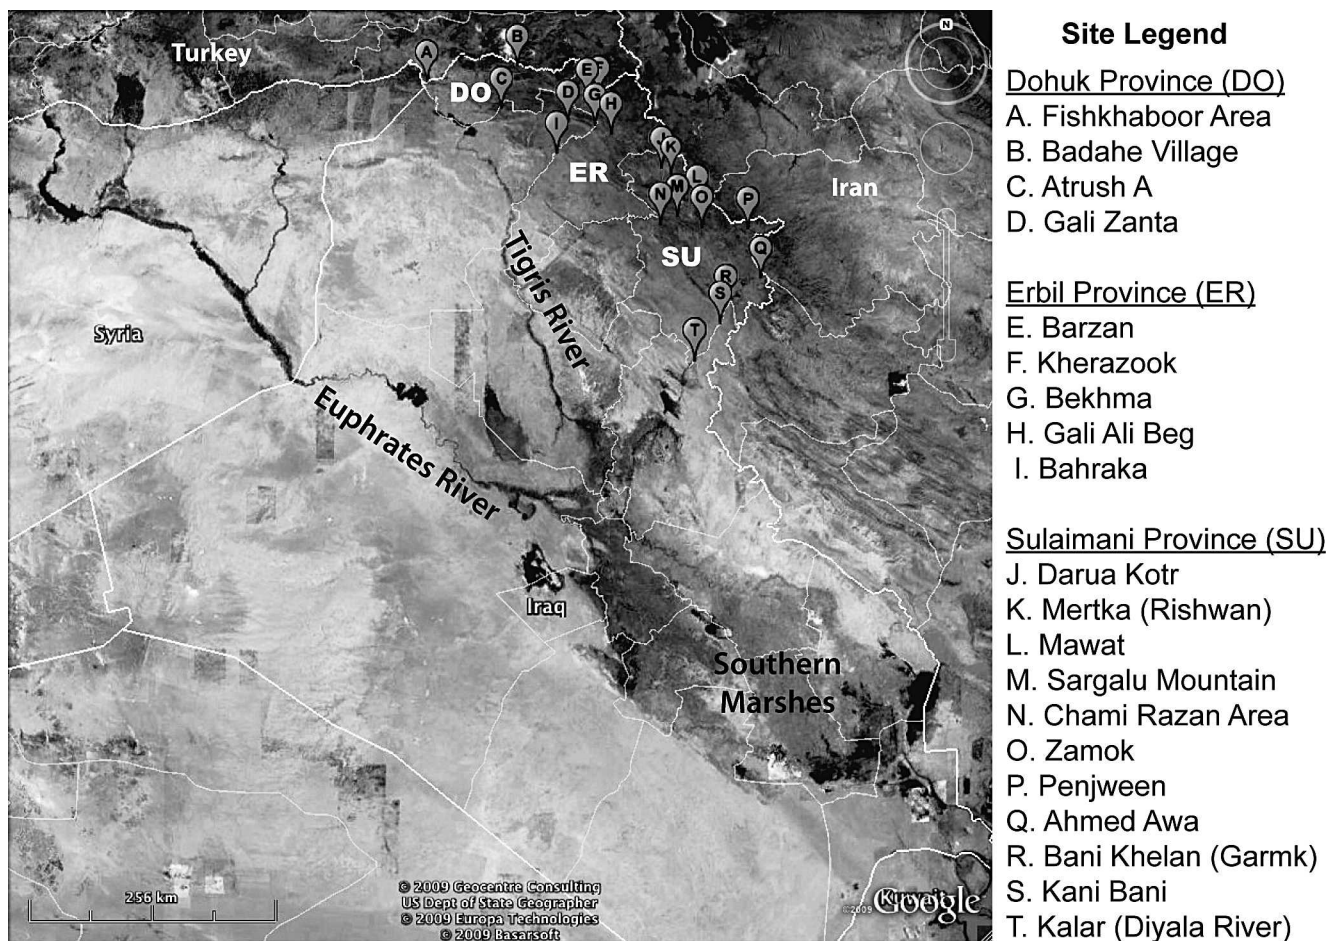 Turkey
A
B
C
DO
E
F
D
G
H
I
ER
J
K
L
M
N
O
P
Iran
SU
Q
R
S
T
Tigris River
Syria
Euphrates River
Iraq
Southern
Marshes
N
256 km
© 2009 Geocentre Consulting
US Dept of State Geographer
© 2009 Europa Technologies
© 2009 Basarsoft
Kuwait
©2009 Google
Site Legend
Dohuk Province (DO)
A. Fishkhaboor Area
B. Badahe Village
C. Atrush A
D. Gali Zanta
Erbil Province (ER)
E. Barzan
F. Kherazook
G. Bekhma
H. Gali Ali Beg
I. Bahraka
Sulaimani Province (SU)
J. Darua Kotr
K. Mertka (Rishwan)
L. Mawat
M. Sargalu Mountain
N. Chami Razan Area
O. Zamok
P. Penjween
Q. Ahmed Awa
R. Bani Khelan (Garmk)
S. Kani Bani
T. Kalar (Diyala River)